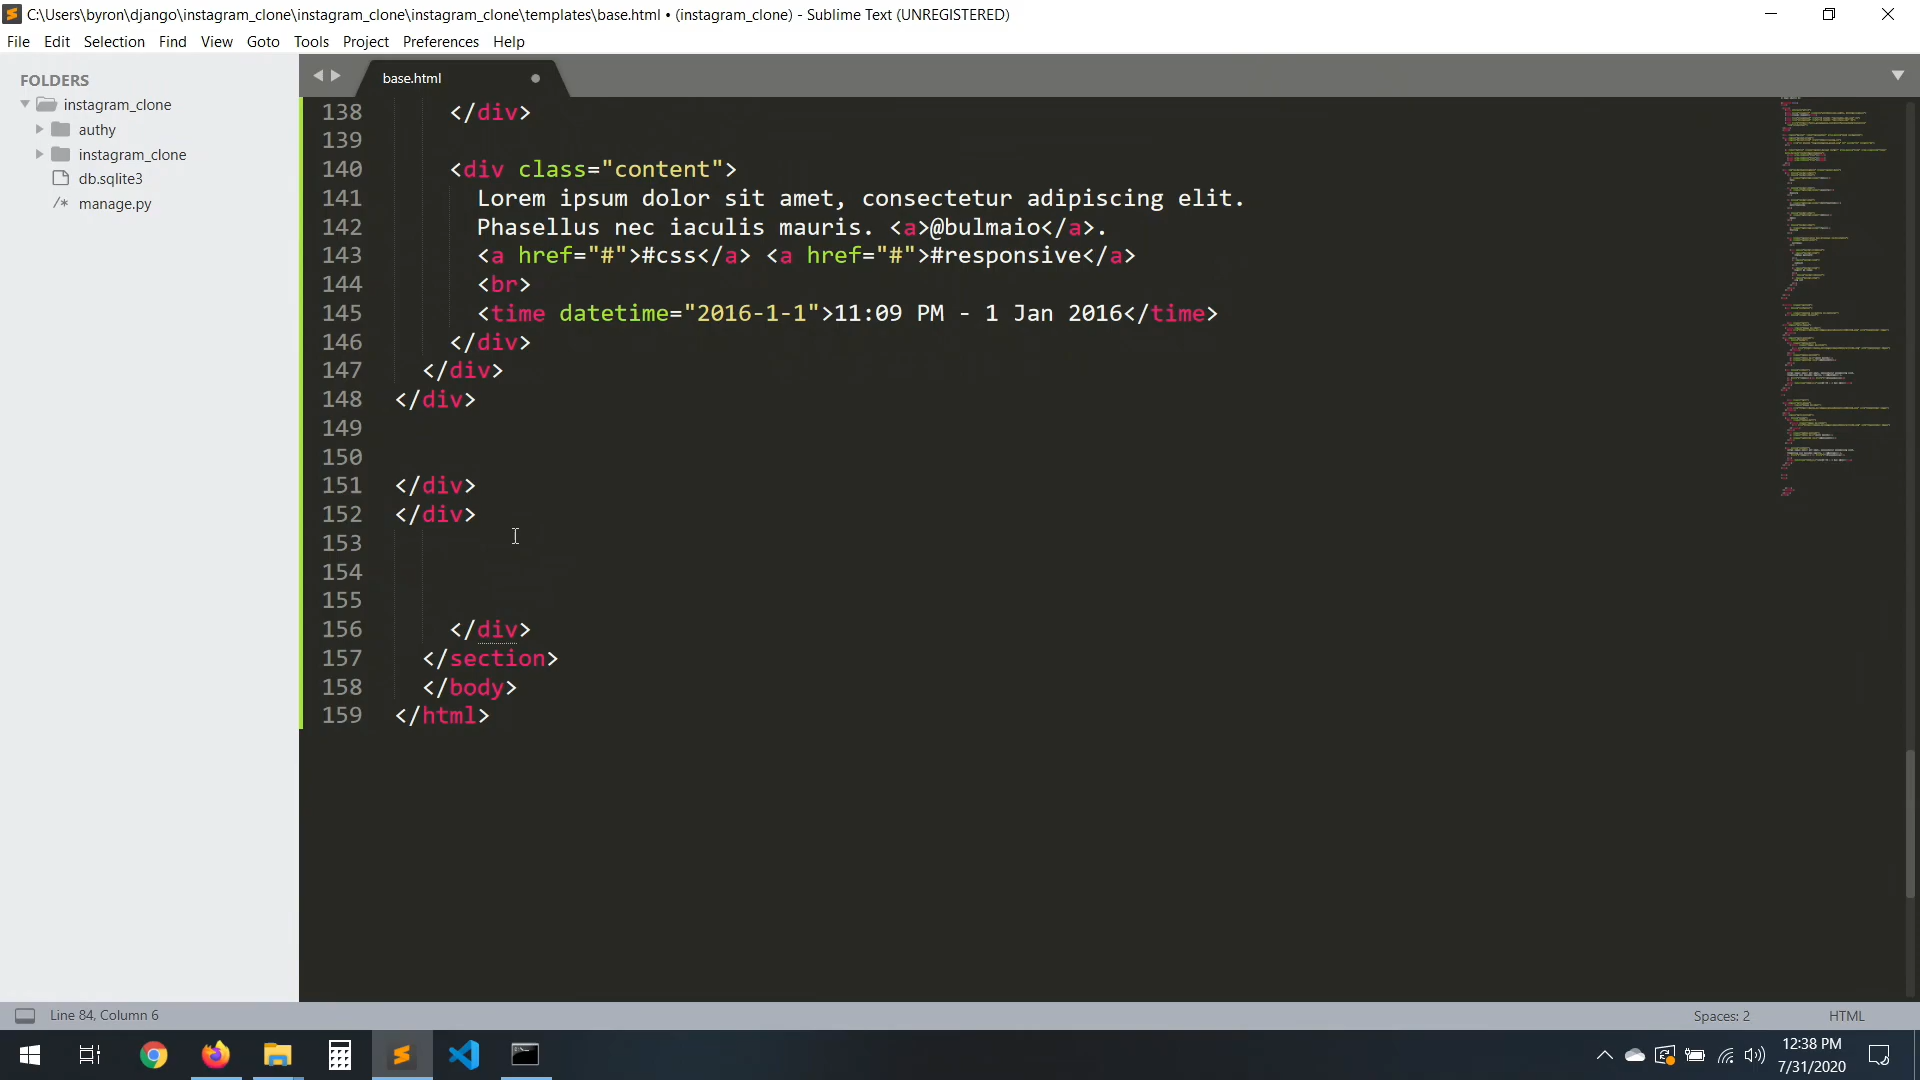 C:\Users\byron\django\instagram_clone\instagram_clone\instagram_clone\templates\base.html • (instagram_clone) - Sublime Text (UNREGISTERED)
File Edit Selection Find View Goto Tools Project Preferences Help
FOLDERS
instagram_clone
authy
instagram_clone
db.sqlite3
/* manage.py
base.html
138 </div>
139
140 <div class="content">
141 Lorem ipsum dolor sit amet, consectetur adipiscing elit.
142 Phasellus nec iaculis mauris. <a>@bulmaio</a>.
143 <a href="#">#css</a> <a href="#">#responsive</a>
144 <br>
145 <time datetime="2016-1-1">11:09 PM - 1 Jan 2016</time>
146 </div>
147 </div>
148 </div>
149
150
151 </div>
152 </div>
153
154
155
156 </div>
157 </section>
158 </body>
159 </html>
Line 84, Column 6
Spaces: 2
HTML
12:38 PM
7/31/2020